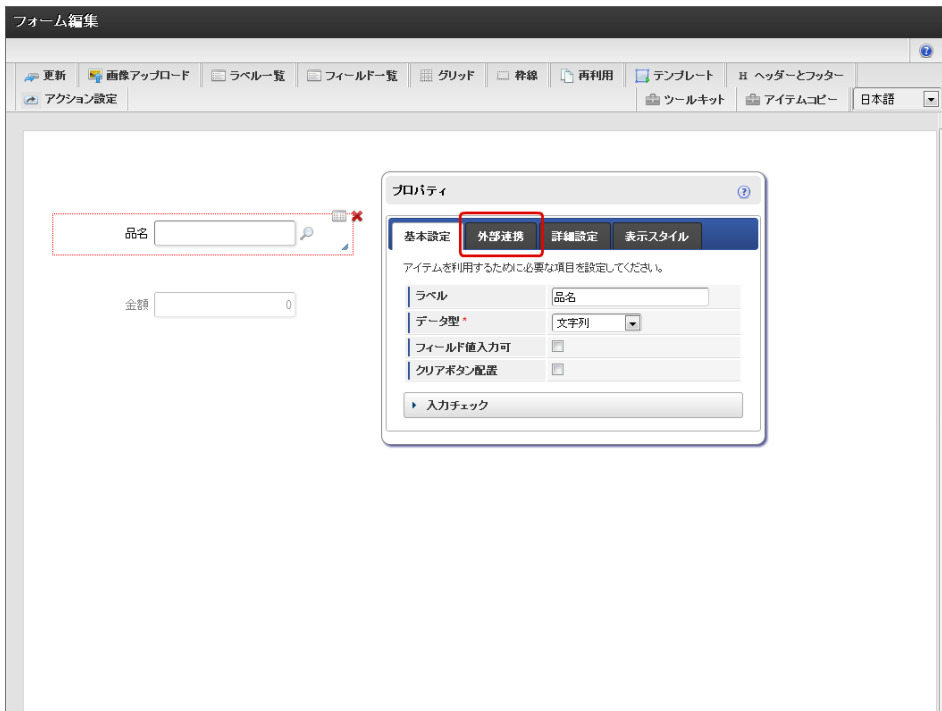 フォーム編集
更新 画像アップロード ラベル一覧 フィールド一覧 グリッド 枠線 再利用 テンプレート H ヘッダーとフッター
アクション設定 ツールキット アイテムコピー 日本語
プロパティ
品名
基本設定 外部連携 詳細設定 表示スタイル
アイテムを利用するために必要な項目を設定してください。
ラベル 品名
金額 0
データ型* 文字列
フィールド値入力可
クリアボタン配置
入力チェック